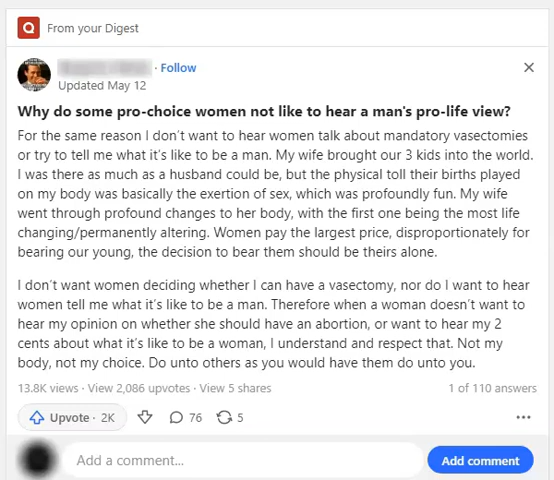 From your Digest
· Follow
Updated May 12
Why do some pro-choice women not like to hear a man's pro-life view?
For the same reason I don't want to hear women talk about mandatory vasectomies
or try to tell me what it's like to be a man. My wife brought our 3 kids into the world.
I was there as much as a husband could be, but the physical toll their births played
on my body was basically the exertion of sex, which was profoundly fun. My wife
went through profound changes to her body, with the first one being the most life
changing/permanently altering. Women pay the largest price, disproportionately for
bearing our young, the decision to bear them should be theirs alone.
I don't want women deciding whether I can have a vasectomy, nor do I want to hear
women tell me what it's like to be a man. Therefore when a woman doesn't want to
hear my opinion on whether she should have an abortion, or want to hear my 2
cents about what it's like to be a woman, I understand and respect that. Not my
body, not my choice. Do unto others as you would have them do unto you.
13.8K views · View 2,086 upvotes · View 5 shares 1 of 110 answers
Upvote · 2K 76 5
Add a comment... Add comment